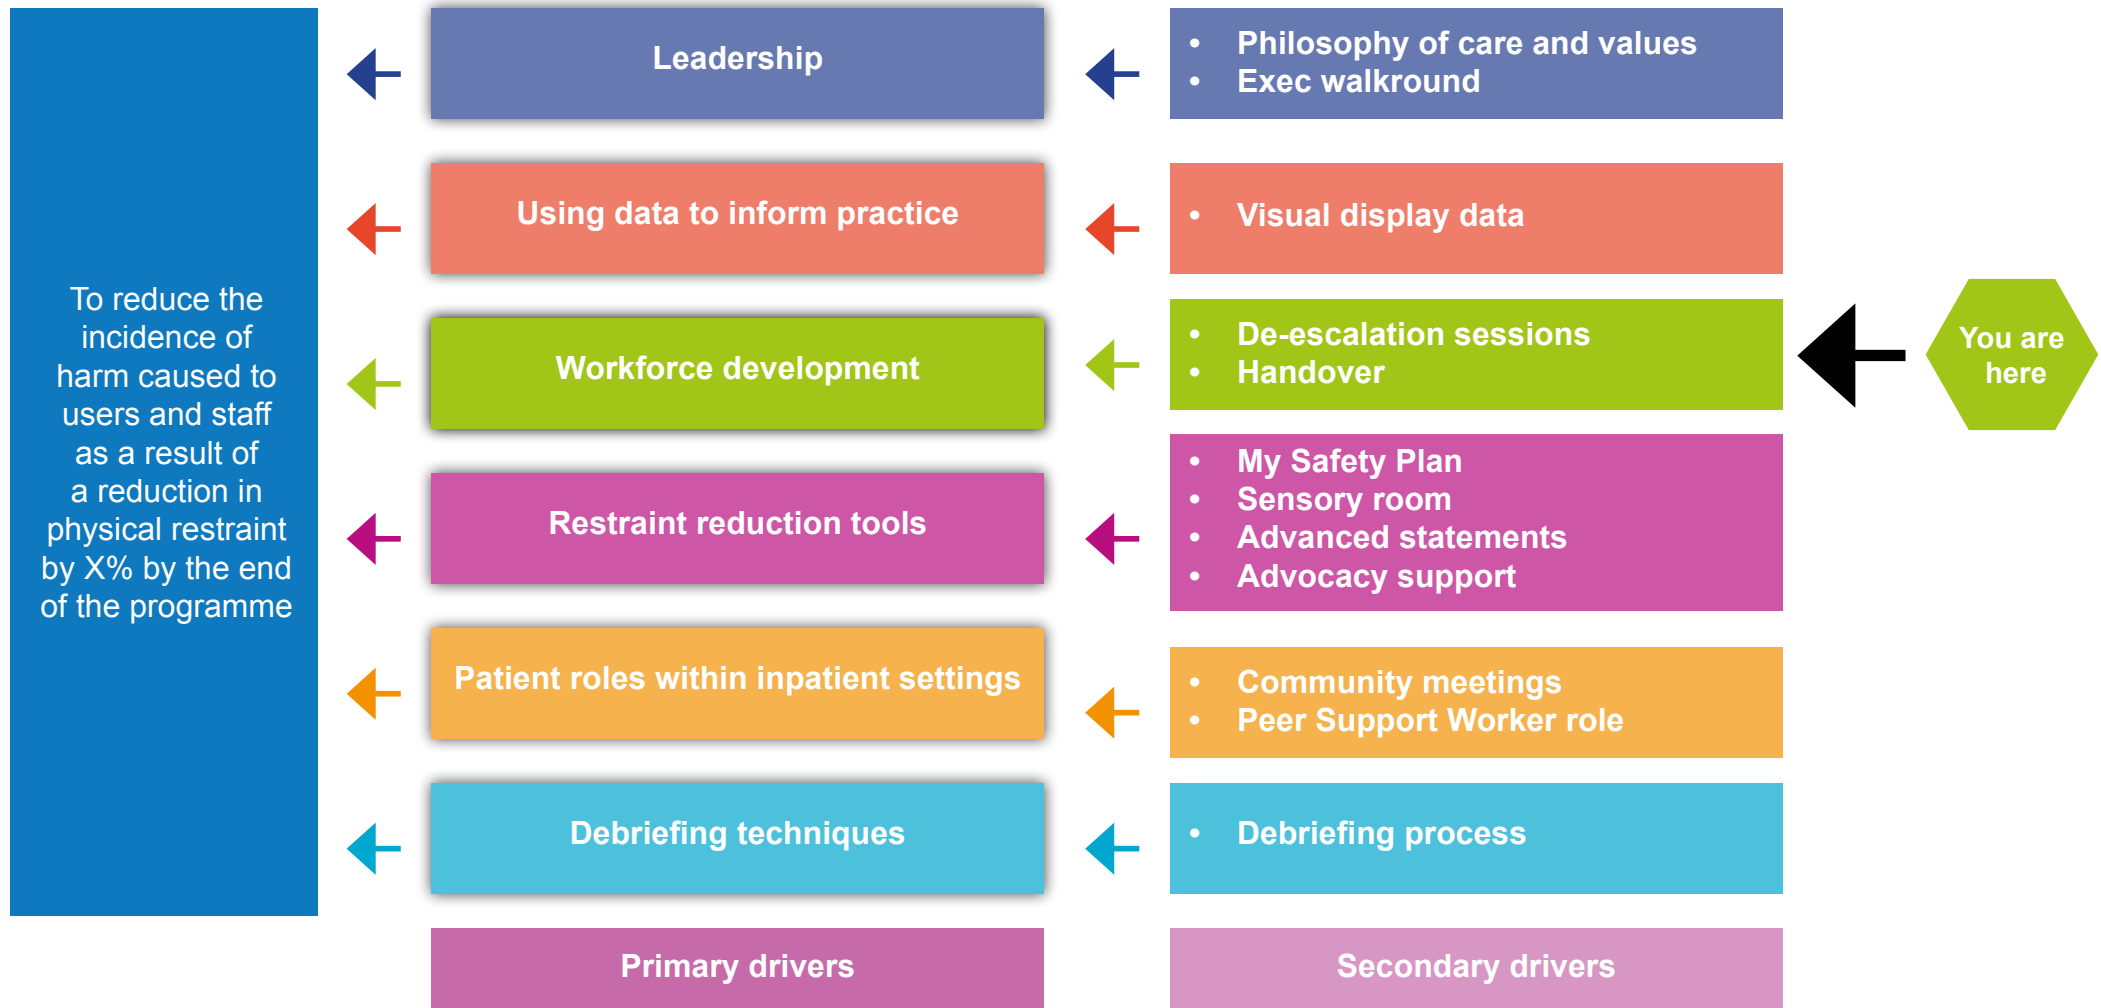 To reduce the
incidence of
harm caused to
users and staff
as a result of
a reduction in
physical restraint
by X% by the end
of the programme
Leadership
• Philosophy of care and values
• Exec walkround
Using data to inform practice
• Visual display data
Workforce development
• De-escalation sessions
• Handover
You are
here
Restraint reduction tools
• My Safety Plan
• Sensory room
• Advanced statements
• Advocacy support
Patient roles within inpatient settings
• Community meetings
• Peer Support Worker role
Debriefing techniques
• Debriefing process
Primary drivers
Secondary drivers